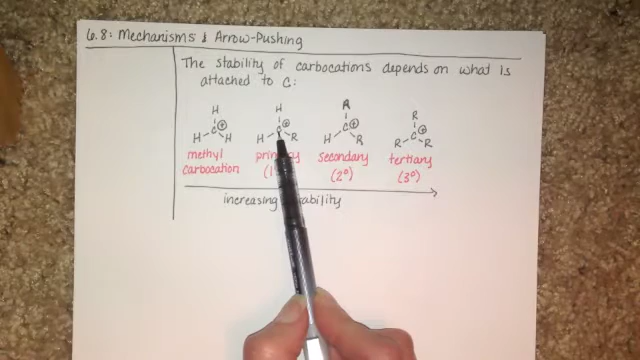 6.8: Mechanisms & Arrow-Pushing
The stability of carbocations depends on what is
attached to C:
H H R R
C⊕ C⊕ C⊕ C⊕
H H H R H R R R
methyl secondary tertiary
carbocation (2°) (3°)
increasing